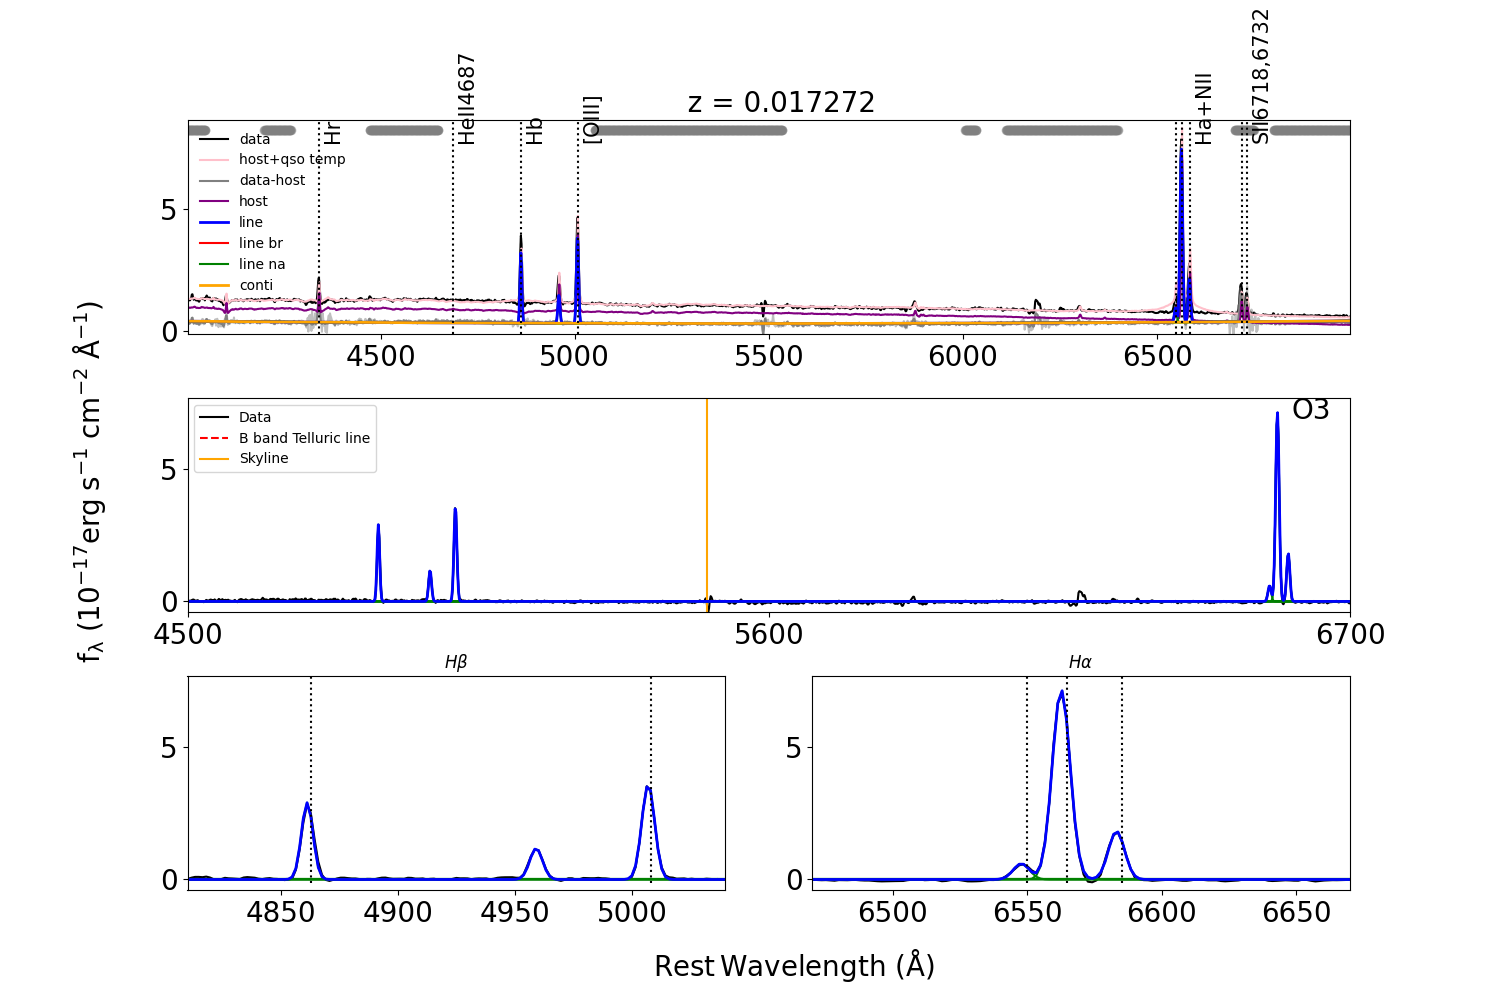 z = 0.017272
Hr
HeII4687
Hb
[OIII]
Ha+NII
SII6718,6732
data
host+qso temp
data-host
host
line
line br
line na
conti
5
0
4500 5000 5500 6000 6500
Data
B band Telluric line
Skyline
O3
5
0
4500 5600 6700
fλ (10−17erg s−1 cm−2 Å−1)
Hβ
5
0
4850 4900 4950 5000
Hα
5
0
6500 6550 6600 6650
Rest Wavelength (Å)